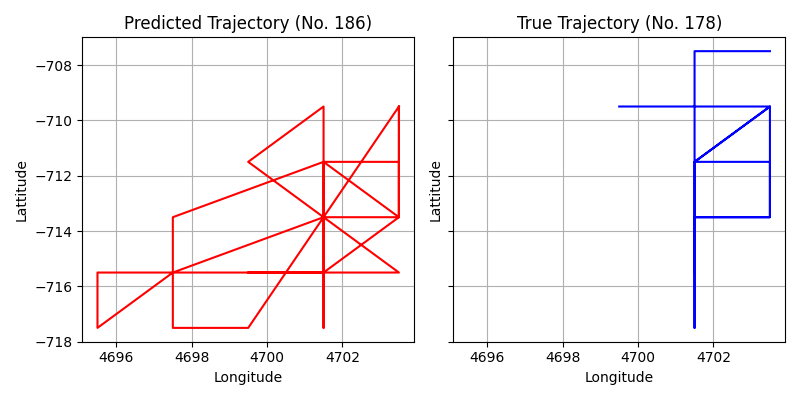 Predicted Trajectory (No. 186)
True Trajectory (No. 178)
−708
−710
−712
−714
−716
−718
Lattitude
Lattitude
4696
4698
4700
4702
4696
4698
4700
4702
Longitude
Longitude